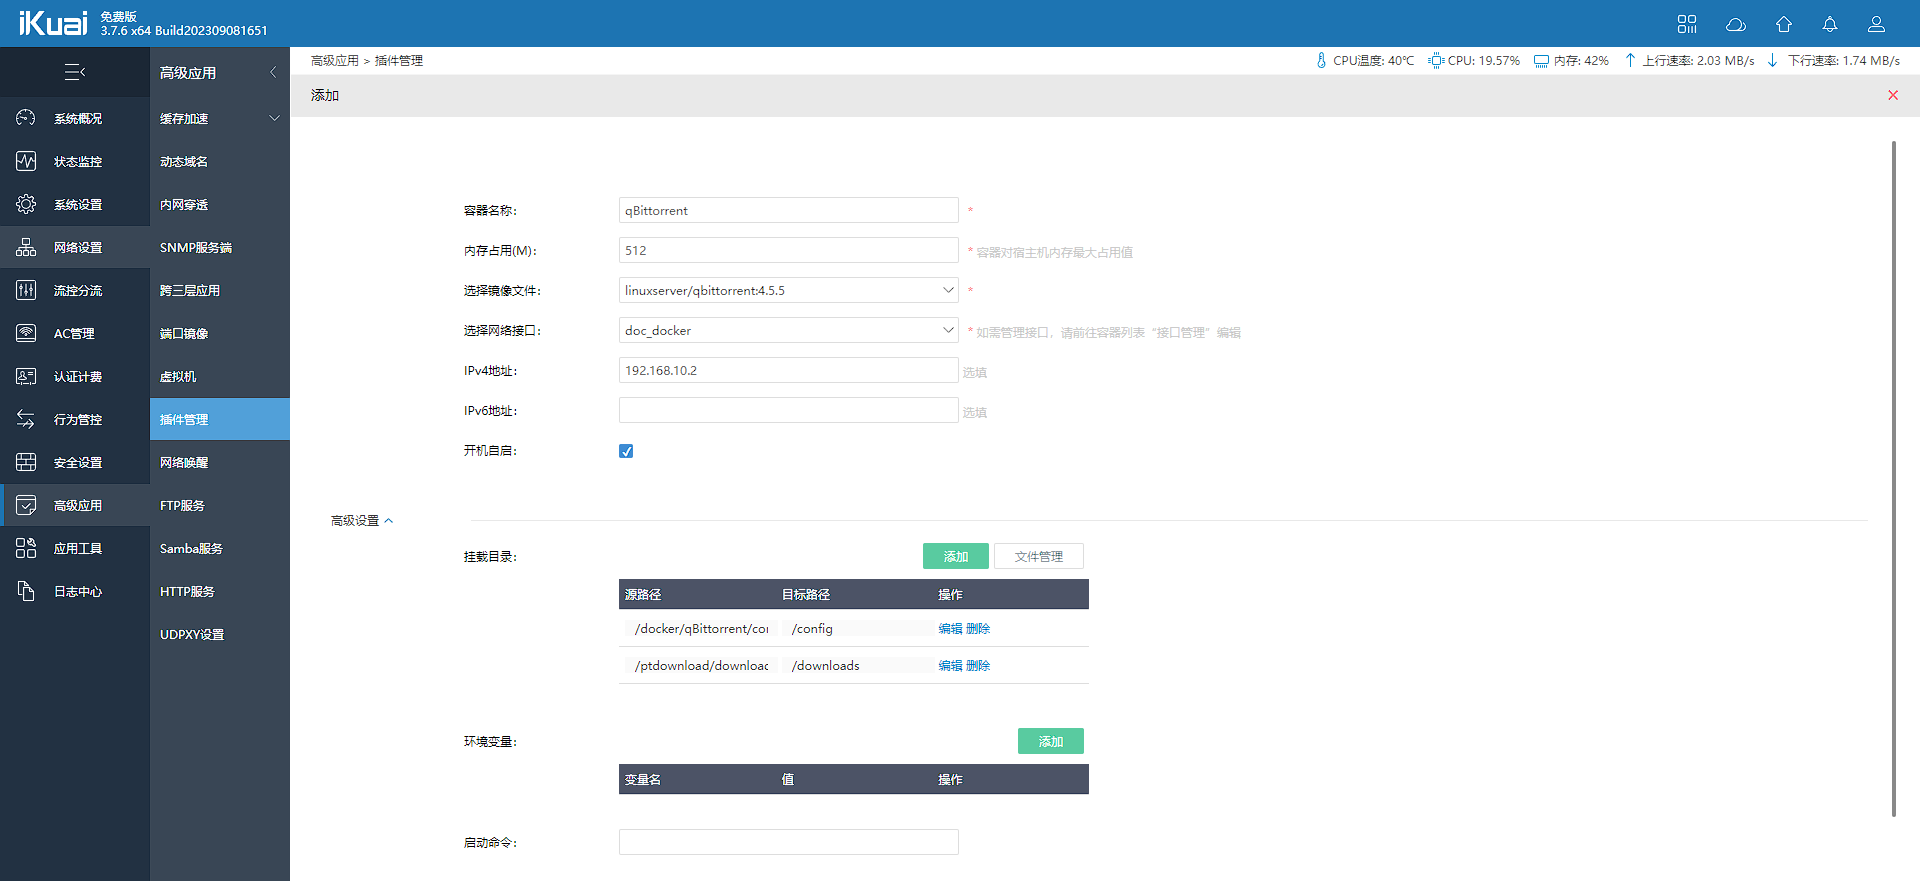 iKuai 免费版
3.7.6 x64 Build202309081651
高级应用
系统概况
状态监控
系统设置
网络设置
流控分流
AC管理
认证计费
行为管控
安全设置
高级应用
应用工具
日志中心
缓存加速
动态域名
内网穿透
SNMP服务端
跨三层应用
端口镜像
虚拟机
插件管理
网络唤醒
FTP服务
Samba服务
HTTP服务
UDPXY设置
高级应用 > 插件管理
CPU温度: 40℃ CPU: 19.57% 内存: 42% 上行速率: 2.03 MB/s 下行速率: 1.74 MB/s
添加
容器名称: qBittorrent *
内存占用(M): 512 * 容器对宿主机内存最大占用值
选择镜像文件: linuxserver/qbittorrent:4.5.5 *
选择网络接口: doc_docker * 如需管理接口，请前往容器列表“接口管理”编辑
IPv4地址: 192.168.10.2 选填
IPv6地址: 选填
开机自启:
高级设置
挂载目录: 添加 文件管理
源路径 目标路径 操作
/docker/qBittorrent/con /config 编辑 删除
/ptdownload/downloac /downloads 编辑 删除
环境变量: 添加
变量名 值 操作
启动命令: